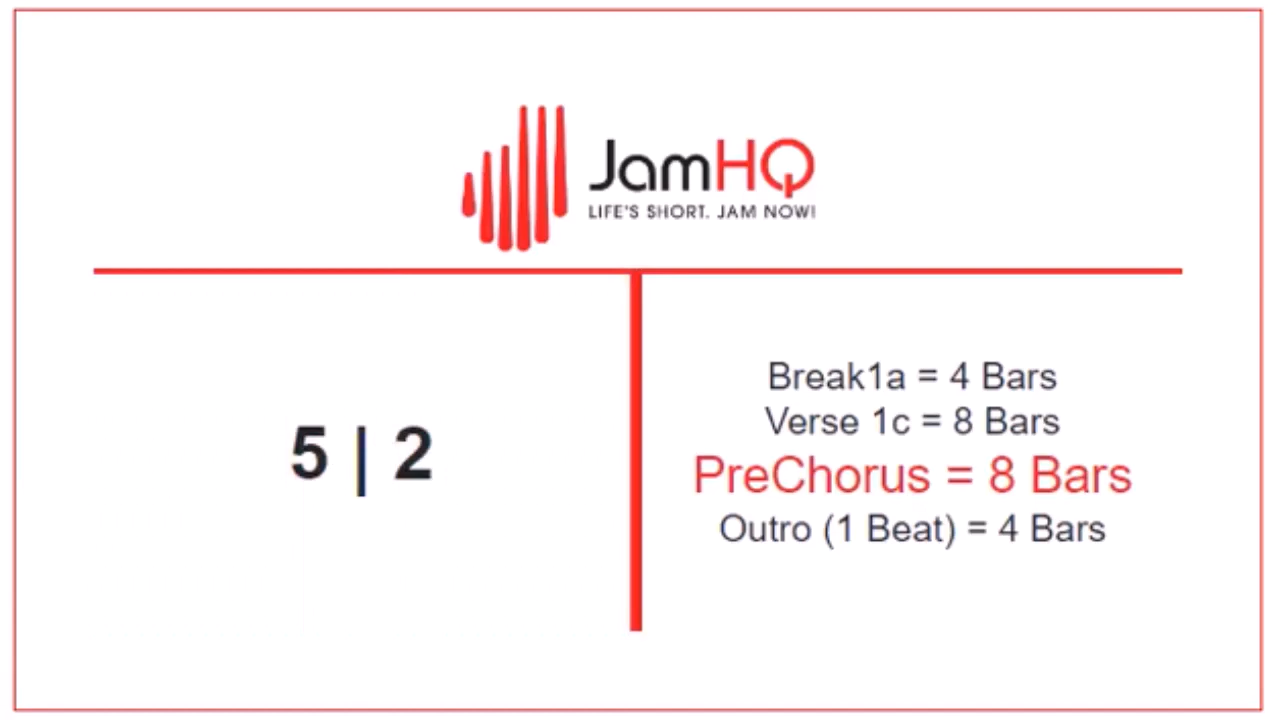 JamHQ
LIFE'S SHORT. JAM NOW!
5 | 2
Break1a = 4 Bars
Verse 1c = 8 Bars
PreChorus = 8 Bars
Outro (1 Beat) = 4 Bars